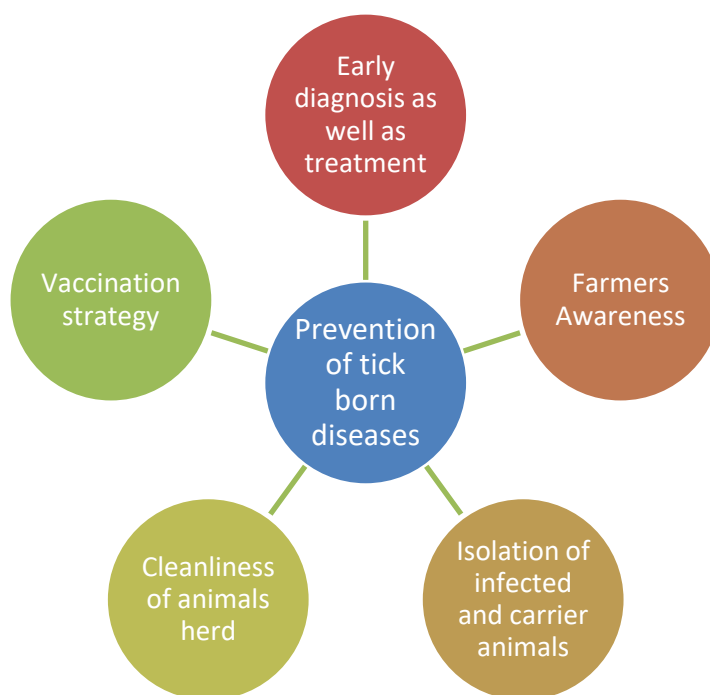 Early
diagnosis as
well as
treatment
Vaccination
strategy
Farmers
Awareness
Prevention
of tick
born
diseases
Cleanliness
of animals
herd
Isolation of
infected
and carrier
animals